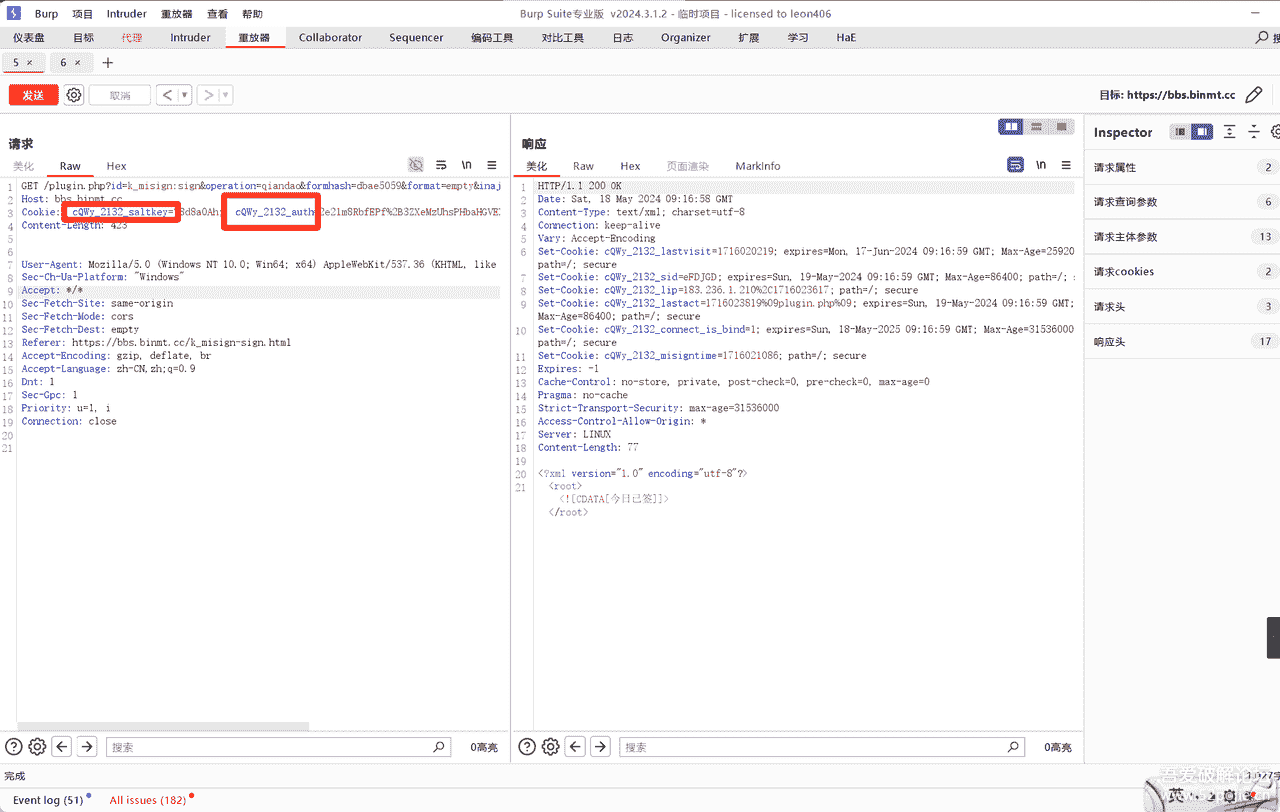 Burp 项目 Intruder 重放器 查看 帮助 Burp Suite专业版 v2024.3.1.2 - 临时项目 - licensed to leon406
仪表盘 目标 代理 Intruder 重放器 Collaborator Sequencer 编码工具 对比工具 日志 Organizer 扩展 学习 HaE
5 × 6 × +
发送 取消 < > 目标: https://bbs.binmt.cc
请求
美化 Raw Hex \n
1 GET /plugin.php?id=k_misign:sign&operation=qiandao&formhash=dbae5059&format=empty&inaj
2 Host: bbs.binmt.cc
3 Cookie: cQWy_2132_saltkey= cQWy_2132_auth
4 Content-Length: 423
5
6
7 User-Agent: Mozilla/5.0 (Windows NT 10.0; Win64; x64) AppleWebKit/537.36 (KHTML, like
8 Sec-Ch-Ua-Platform: "Windows"
9 Accept: */*
10 Sec-Fetch-Site: same-origin
11 Sec-Fetch-Mode: cors
12 Sec-Fetch-Dest: empty
13 Referer: https://bbs.binmt.cc/k_misign-sign.html
14 Accept-Encoding: gzip, deflate, br
15 Accept-Language: zh-CN,zh;q=0.9
16 Dnt: 1
17 Sec-Gpc: 1
18 Priority: u=1, i
19 Connection: close
20
21
响应
美化 Raw Hex 页面渲染 MarkInfo \n
1 HTTP/1.1 200 OK
2 Date: Sat, 18 May 2024 09:16:58 GMT
3 Content-Type: text/xml; charset=utf-8
4 Connection: keep-alive
5 Vary: Accept-Encoding
6 Set-Cookie: cQWy_2132_lastvisit=1716020219; expires=Mon, 17-Jun-2024 09:16:59 GMT; Max-Age=25920
path=/; secure
7 Set-Cookie: cQWy_2132_sid=eFDJGD; expires=Sun, 19-May-2024 09:16:59 GMT; Max-Age=86400; path=/; s
8 Set-Cookie: cQWy_2132_lip=183.236.1.210%2C1716023617; path=/; secure
9 Set-Cookie: cQWy_2132_lastact=1716023819%09plugin.php%09; expires=Sun, 19-May-2024 09:16:59 GMT;
Max-Age=86400; path=/; secure
10 Set-Cookie: cQWy_2132_connect_is_bind=1; expires=Sun, 18-May-2025 09:16:59 GMT; Max-Age=31536000
path=/; secure
11 Set-Cookie: cQWy_2132_misigntime=1716021086; path=/; secure
12 Expires: -1
13 Cache-Control: no-store, private, post-check=0, pre-check=0, max-age=0
14 Pragma: no-cache
15 Strict-Transport-Security: max-age=31536000
16 Access-Control-Allow-Origin: *
17 Server: LINUX
18 Content-Length: 77
19
20 <?xml version="1.0" encoding="utf-8"?>
21 <root>
<![CDATA[今日已签]]>
</root>
Inspector
请求属性 2
请求查询参数 6
请求主体参数 13
请求cookies 2
请求头 3
响应头 17
搜索 0高亮
搜索 0高亮
完成
Event log (51) All issues (182)
吾爱破解论坛
英